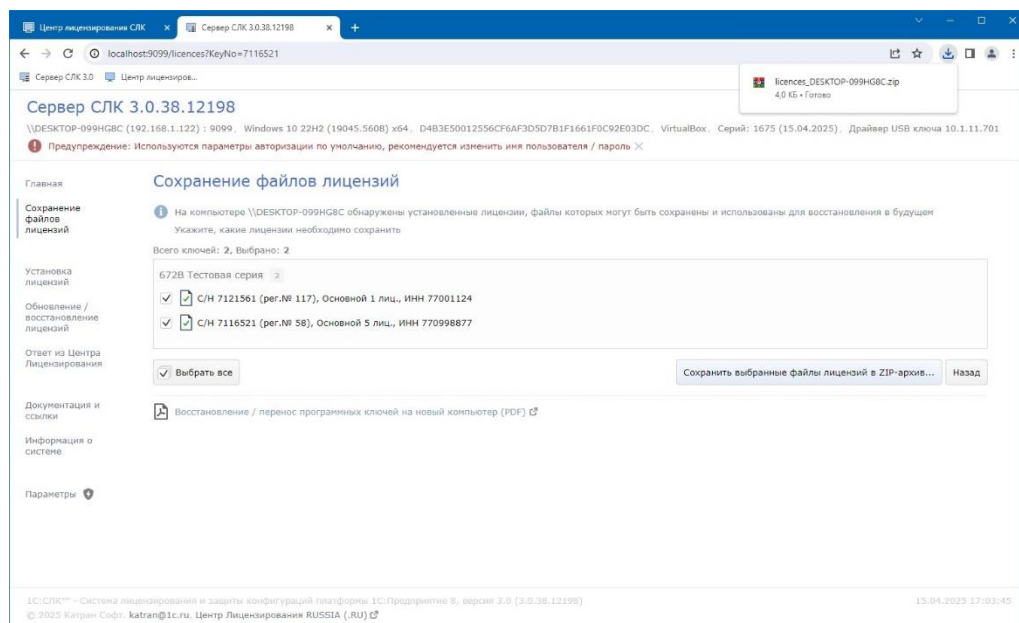 Центр лицензирования СЛК
Сервер СЛК 3.0.38.12198
localhost:9099/licences?KeyNo=7116521
Сервер СЛК 3.0
Центр лицензиров...
licences_DESKTOP-099HG8C.zip
4,0 КБ • Готово
Сервер СЛК 3.0.38.12198
\\DESKTOP-099HG8C (192.168.1.122) : 9099, Windows 10 22H2 (19045.5608) x64, D4B3E50012556CF6AF3D5D7B1F1661F0C92E03DC, VirtualBox, Серий: 1675 (15.04.2025), Драйвер USB ключа 10.1.11.701
Предупреждение: Используются параметры авторизации по умолчанию, рекомендуется изменить имя пользователя / пароль
Главная
Сохранение
файлов
лицензий
Установка
лицензий
Обновление /
восстановление
лицензий
Ответ из Центра
Лицензирования
Документация и
ссылки
Информация о
системе
Параметры
Сохранение файлов лицензий
На компьютере \\DESKTOP-099HG8C обнаружены установленные лицензии, файлы которых могут быть сохранены и использованы для восстановления в будущем
Укажите, какие лицензии необходимо сохранить
Всего ключей: 2, Выбрано: 2
672B Тестовая серия 2
С/Н 7121561 (рег.№ 117), Основной 1 лиц., ИНН 77001124
С/Н 7116521 (рег.№ 58), Основной 5 лиц., ИНН 770998877
Выбрать все
Сохранить выбранные файлы лицензий в ZIP-архив...
Назад
Восстановление / перенос программных ключей на новый компьютер (PDF)
1С:СЛК™ - Система лицензирования и защиты конфигураций платформы 1С:Предприятие 8, версия 3.0 (3.0.38.12198)
15.04.2025 17:03:45
© 2025 Катран Софт. katran@1c.ru, Центр Лицензирования RUSSIA (.RU)